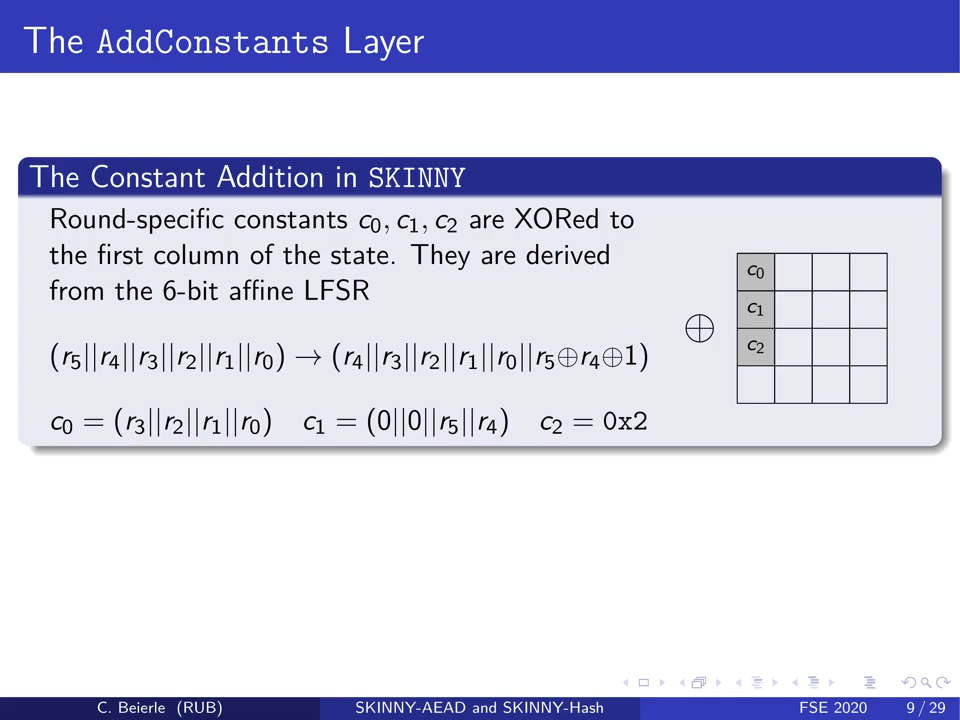 The AddConstants Layer
The Constant Addition in SKINNY
Round-specific constants c₀, c₁, c₂ are XORed to
the first column of the state. They are derived
from the 6-bit affine LFSR
(r₅||r₄||r₃||r₂||r₁||r₀) → (r₄||r₃||r₂||r₁||r₀||r₅⊕r₄⊕1)
c₀ = (r₃||r₂||r₁||r₀) c₁ = (0||0||r₅||r₄) c₂ = 0x2
⊕
c₀
c₁
c₂
C. Beierle (RUB) SKINNY-AEAD and SKINNY-Hash FSE 2020 9 / 29